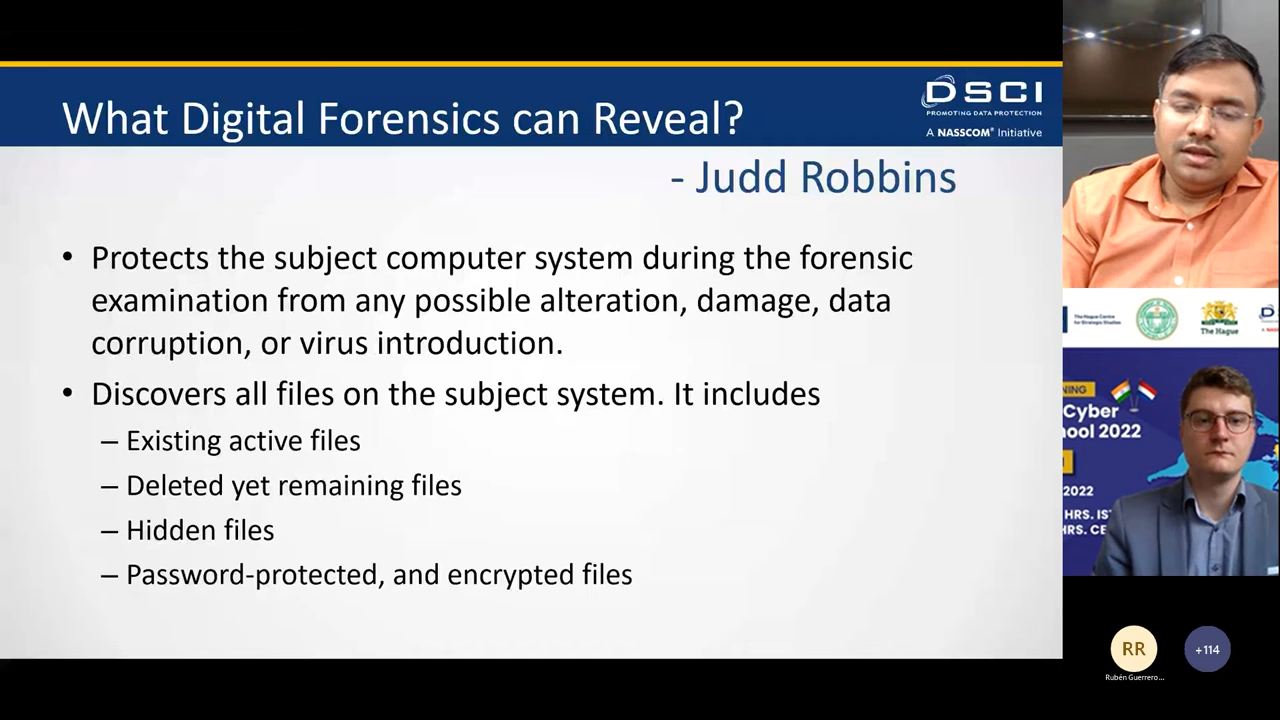 What Digital Forensics can Reveal?
DSCI
PROMOTING DATA PROTECTION
A NASSCOM® Initiative
- Judd Robbins
• Protects the subject computer system during the forensic
examination from any possible alteration, damage, data
corruption, or virus introduction.
• Discovers all files on the subject system. It includes
– Existing active files
– Deleted yet remaining files
– Hidden files
– Password-protected, and encrypted files
The Hague Centre
for Strategic Studies
The Hague
NING
Cyber
ool 2022
2022
HRS. IST
HRS. CE
RR
+114
Rubén Guerrero...